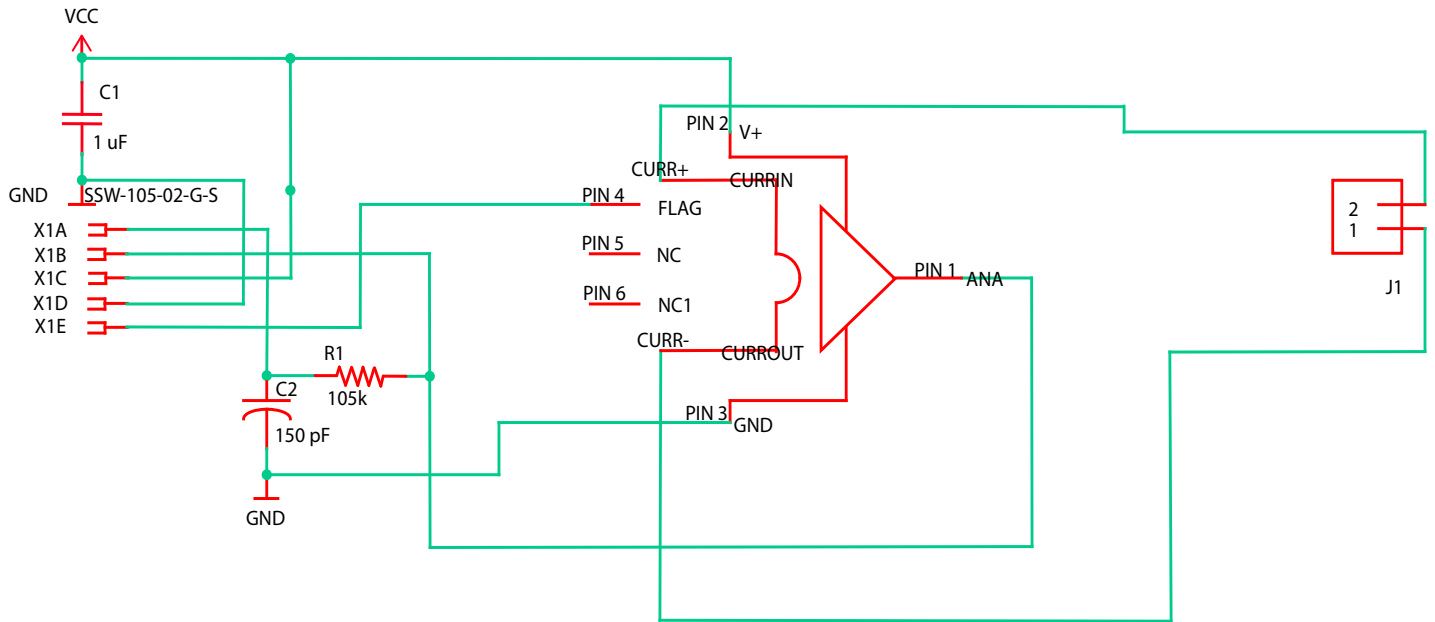 VCC
C1
1 uF
GND
SSW-105-02-G-S
X1A
X1B
X1C
X1D
X1E
R1
105k
C2
150 pF
GND
PIN 2
V+
CURR+
CURRIN
PIN 4
FLAG
PIN 5
NC
PIN 6
NC1
CURR-
CURROUT
PIN 1
ANA
PIN 3
GND
2
1
J1